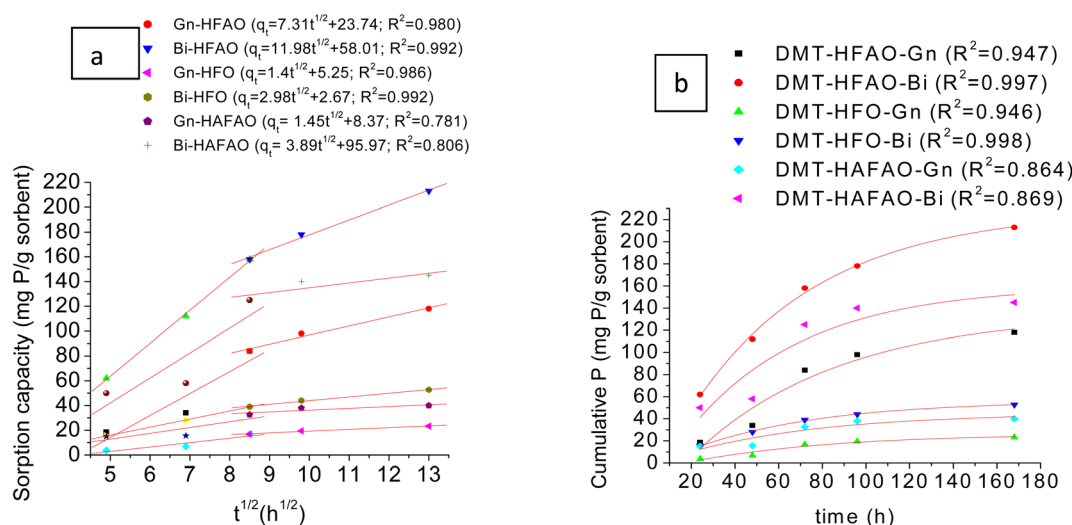 a
Gn-HFAO (qt=7.31t1/2+23.74; R2=0.980)
Bi-HFAO (qt=11.98t1/2+58.01; R2=0.992)
Gn-HFO (qt=1.4t1/2+5.25; R2=0.986)
Bi-HFO (qt=2.98t1/2+2.67; R2=0.992)
Gn-HAFAO (qt= 1.45t1/2+8.37; R2=0.781)
Bi-HAFAO (qt= 3.89t1/2+95.97; R2=0.806)
Sorption capacity (mg P/g sorbent)
220
200
180
160
140
120
100
80
60
40
20
0
5 6 7 8 9 10 11 12 13
t1/2(h1/2)
b
DMT-HFAO-Gn (R2=0.947)
DMT-HFAO-Bi (R2=0.997)
DMT-HFO-Gn (R2=0.946)
DMT-HFO-Bi (R2=0.998)
DMT-HAFAO-Gn (R2=0.864)
DMT-HAFAO-Bi (R2=0.869)
Cumulative P (mg P/g sorbent)
220
200
180
160
140
120
100
80
60
40
20
0
20 40 60 80 100 120 140 160 180
time (h)